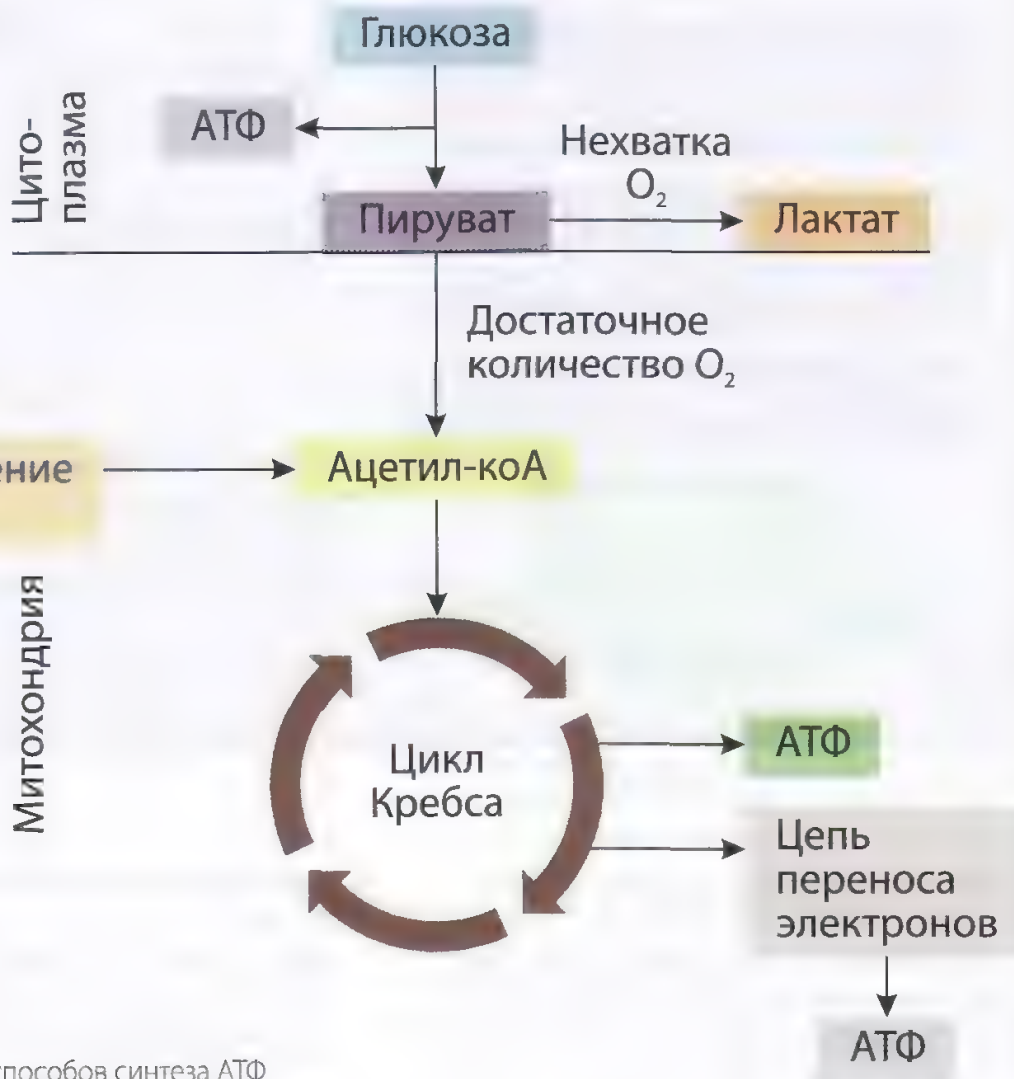 Глюкоза
АТФ
Цито-
плазма
Нехватка
O₂
Пируват
Лактат
Достаточное
количество O₂
ение
Ацетил-коА
Митохондрия
Цикл
Кребса
АТФ
Цепь
переноса
электронов
АТФ
способов синтеза АТФ